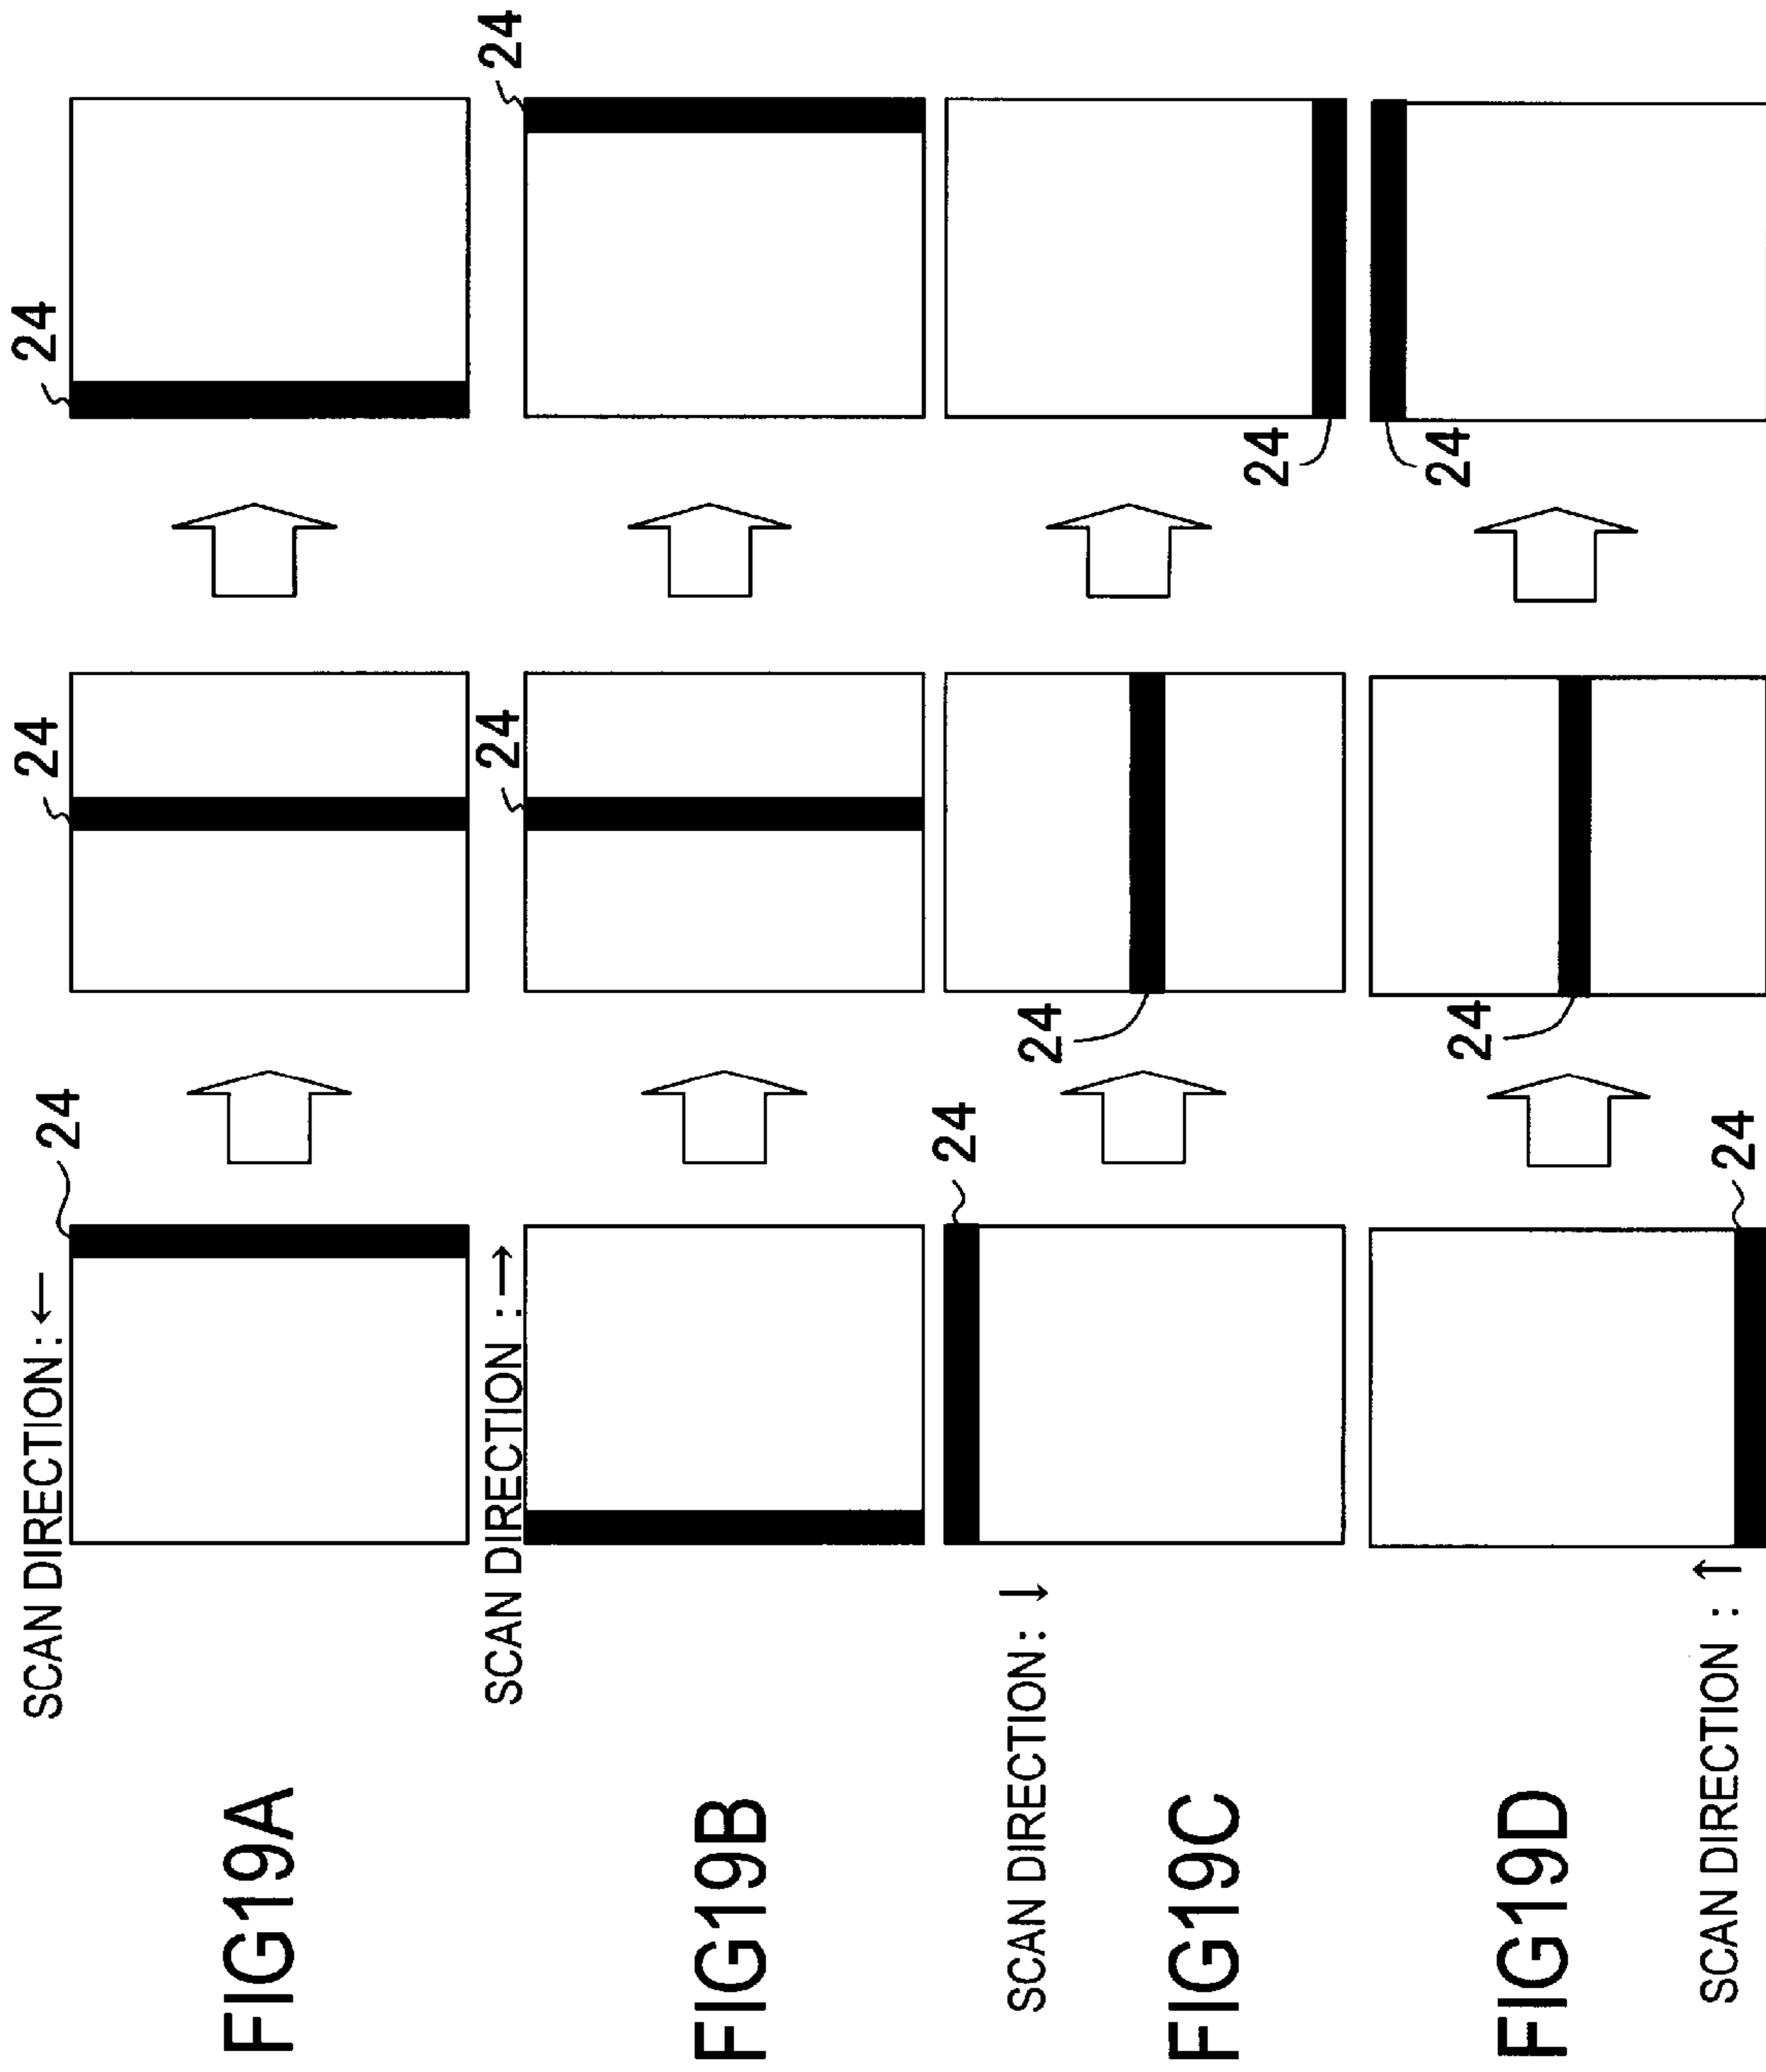 SCAN DIRECTION:← 24 24 24
FIG19A
SCAN DIRECTION :→ 24 24
FIG19B
24
SCAN DIRECTION: ↓ 24
FIG19C
24
24
24
FIG19D
SCAN DIRECTION : ↑ 24